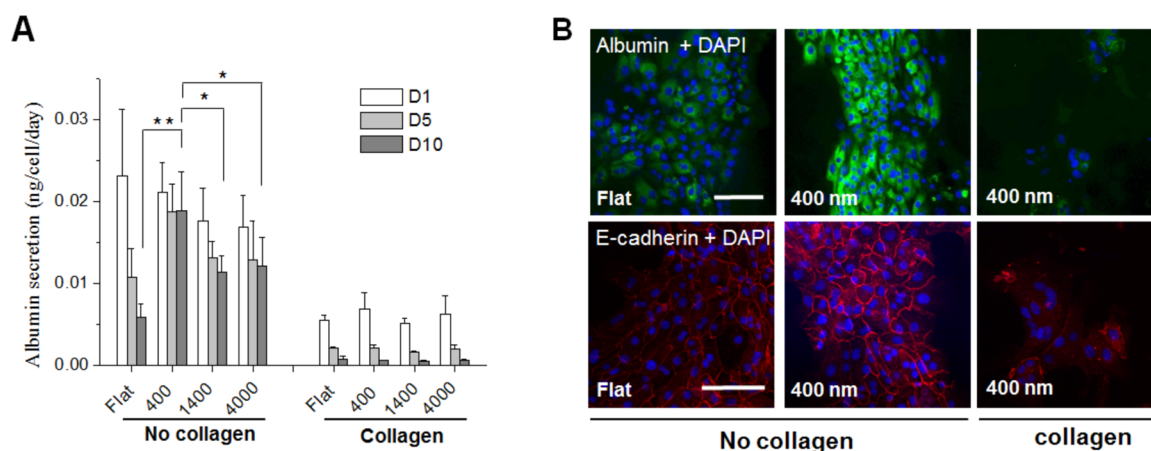 A
Albumin secretion (ng/cell/day)
0.03
0.02
0.01
0.00
* *
*
*
D1
D5
D10
Flat
400
1400
4000
Flat
400
1400
4000
No collagen
Collagen
B
Albumin + DAPI
Flat
400 nm
400 nm
E-cadherin + DAPI
Flat
400 nm
400 nm
No collagen
collagen